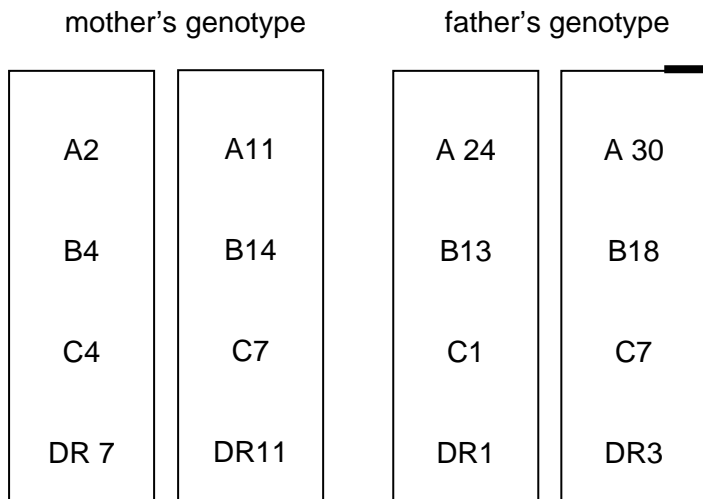 mother's genotype father's genotype
A2 A11 A 24 A 30
B4 B14 B13 B18
C4 C7 C1 C7
DR 7 DR11 DR1 DR3